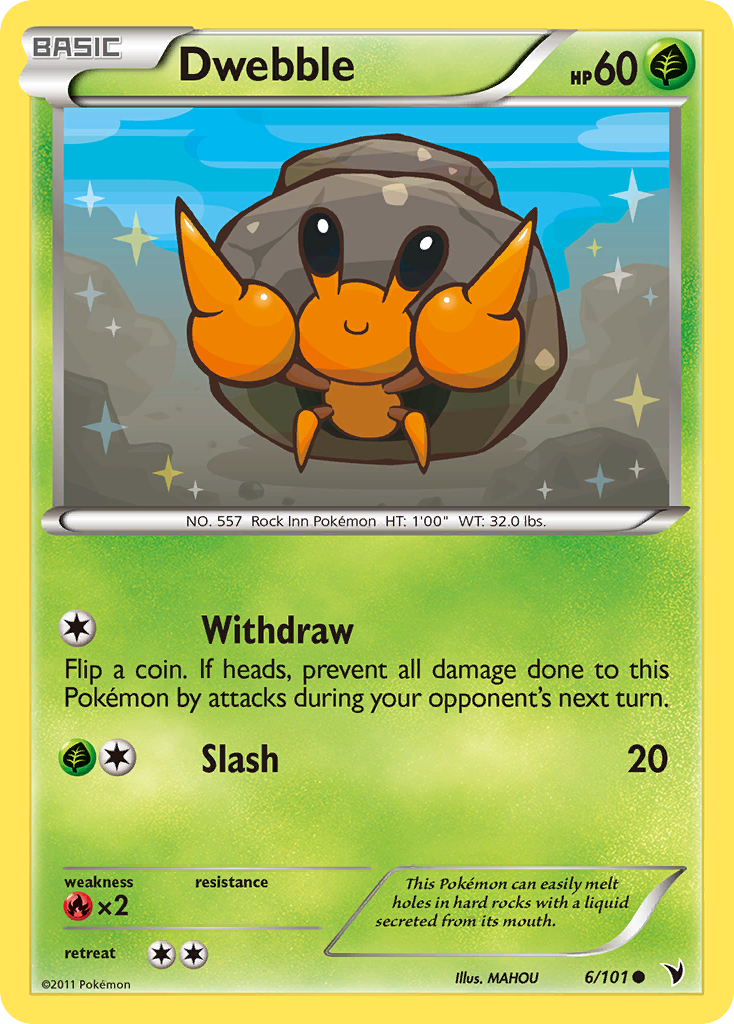 BASIC
Dwebble
HP 60
NO. 557 Rock Inn Pokémon HT: 1'00" WT: 32.0 lbs.
Withdraw
Flip a coin. If heads, prevent all damage done to this
Pokémon by attacks during your opponent's next turn.
Slash 20
weakness resistance
×2
retreat
This Pokémon can easily melt
holes in hard rocks with a liquid
secreted from its mouth.
©2011 Pokémon Illus. MAHOU 6/101